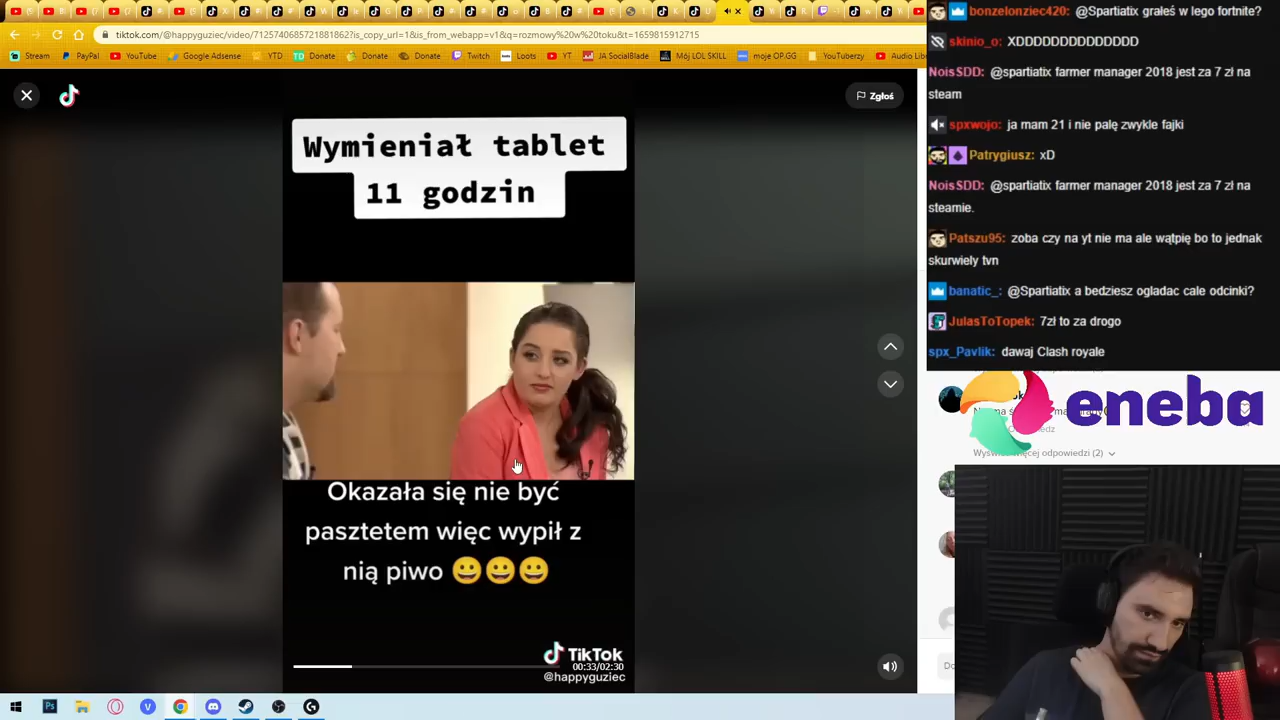 tiktok.com/@happyguziec/video/7125740685721881862?is_copy_url=1&is_from_webapp=v1&q=rozmowy%20w%20toku&t=1659815912715
Stream
PayPal
YouTube
Google Adsense
YTD
Donate
Donate
Donate
Twitch
Loots
YT
JA SocialBlade
Mój LOL SKILL
moje OP.GG
YouTuberzy
Audio Lib
Zgłoś
Wymieniał tablet
11 godzin
Okazała się nie być
pasztetem więc wypił z
nią piwo 😀😀😀
TikTok
00:33/02:30
@happyguziec
bonzelonziec420: @Spartiatix grałeś w lego fortnite?
skinio_o: XDDDDDDDDDDDDDD
NoisSDD: @spartiatix farmer manager 2018 jest za 7 zł na
steam
spxwojo: ja mam 21 i nie palę zwykle fajki
Patrygiusz: xD
NoisSDD: @spartiatix farmer manager 2018 jest za 7 zł na
steamie.
Patszu95: zoba czy na yt nie ma ale wątpię bo to jednak
skurwiely tvn
banatic_: @Spartiatix a bedziesz ogladac cale odcinki?
JulasToTopek: 7zł to za drogo
spx_Pavlik: dawaj Clash royale
eneba